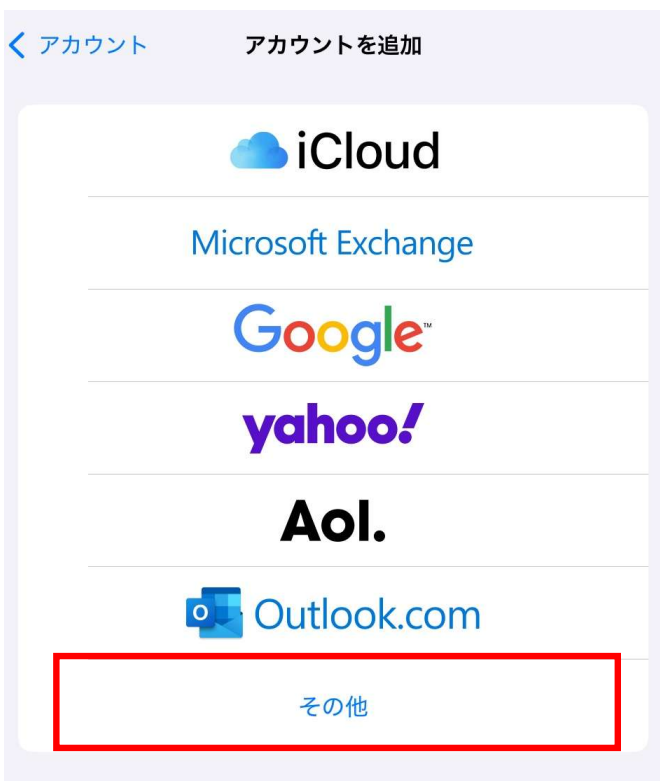 アカウント アカウントを追加
iCloud
Microsoft Exchange
Google™
yahoo!
Aol.
Outlook.com
その他